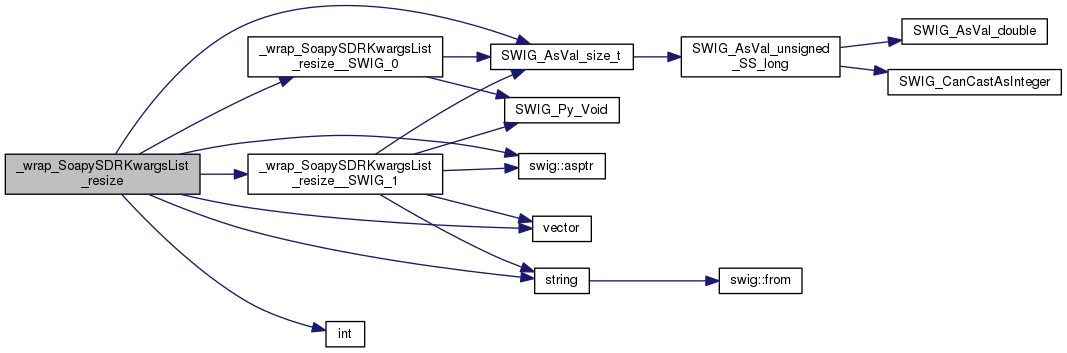 _wrap_SoapySDRKwargsList
_resize
_wrap_SoapySDRKwargsList
_resize__SWIG_0
_wrap_SoapySDRKwargsList
_resize__SWIG_1
int
SWIG_AsVal_size_t
SWIG_Py_Void
swig::asptr
vector
string
SWIG_AsVal_unsigned
_SS_long
swig::from
SWIG_AsVal_double
SWIG_CanCastAsInteger